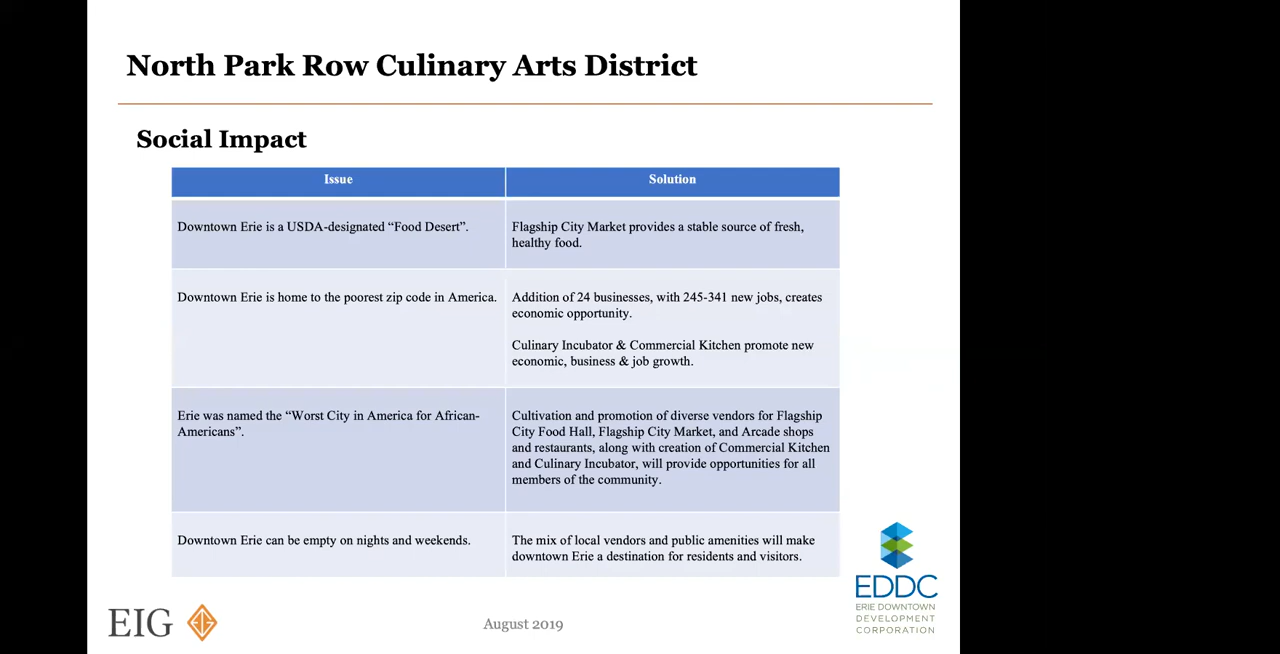 North Park Row Culinary Arts District
Social Impact
Issue
Solution
Downtown Erie is a USDA-designated “Food Desert”.
Flagship City Market provides a stable source of fresh,
healthy food.
Downtown Erie is home to the poorest zip code in America.
Addition of 24 businesses, with 245-341 new jobs, creates
economic opportunity.
Culinary Incubator & Commercial Kitchen promote new
economic, business & job growth.
Erie was named the “Worst City in America for African-
Americans”.
Cultivation and promotion of diverse vendors for Flagship
City Food Hall, Flagship City Market, and Arcade shops
and restaurants, along with creation of Commercial Kitchen
and Culinary Incubator, will provide opportunities for all
members of the community.
Downtown Erie can be empty on nights and weekends.
The mix of local vendors and public amenities will make
downtown Erie a destination for residents and visitors.
EIG
EIG
August 2019
EDDC
ERIE DOWNTOWN
DEVELOPMENT
CORPORATION